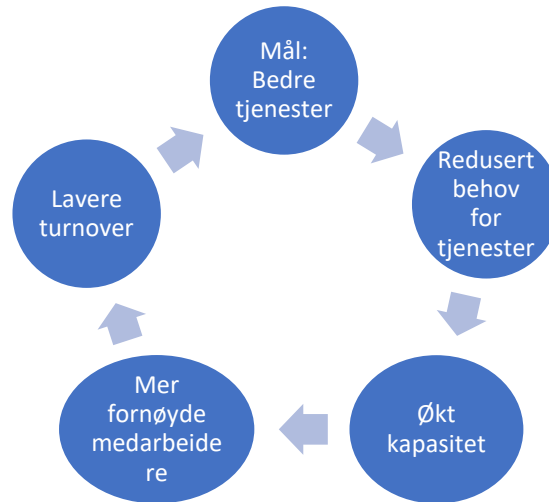 Mål:
Bedre
tjenester
Redusert
behov
for
tjenester
Økt
kapasitet
Mer
fornøyde
medarbeide
re
Lavere
turnover